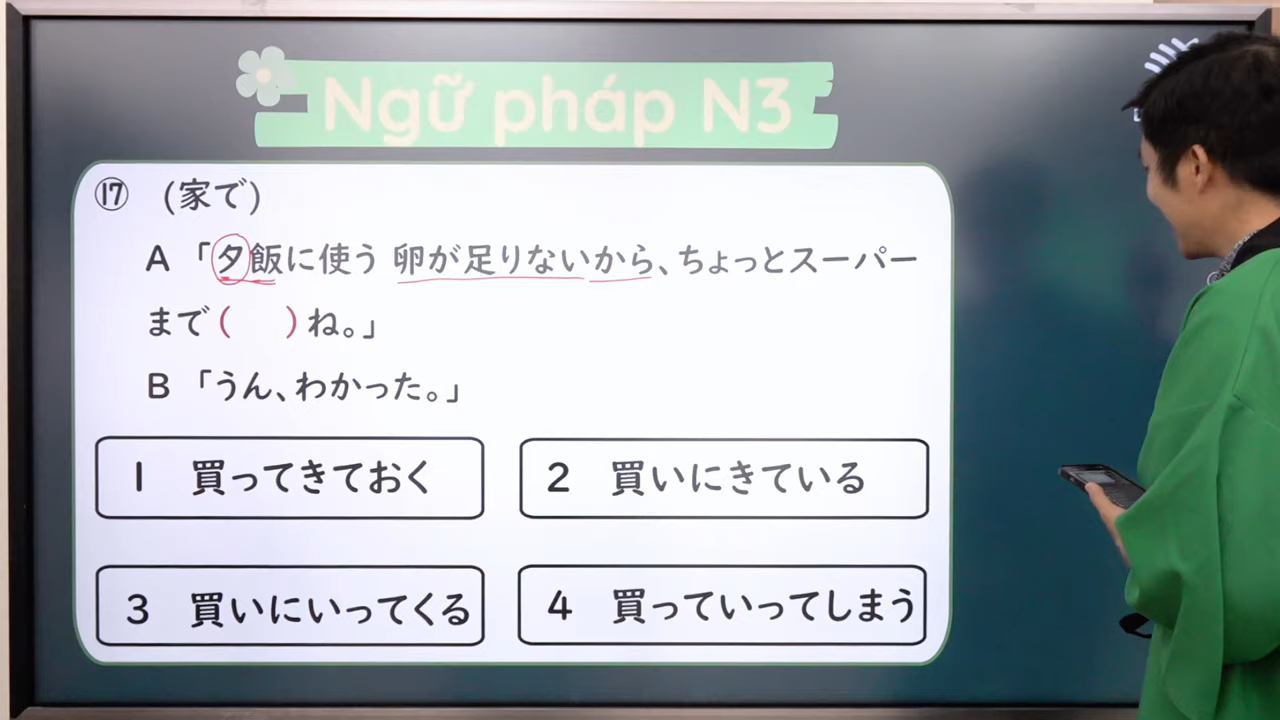 Ngữ pháp N3
⑰ (家で)
A「夕飯に使う 卵が足りないから、ちょっとスーパー
まで( )ね。」
B「うん、わかった。」
1 買ってきておく
2 買いにきている
3 買いにいってくる
4 買っていってしまう